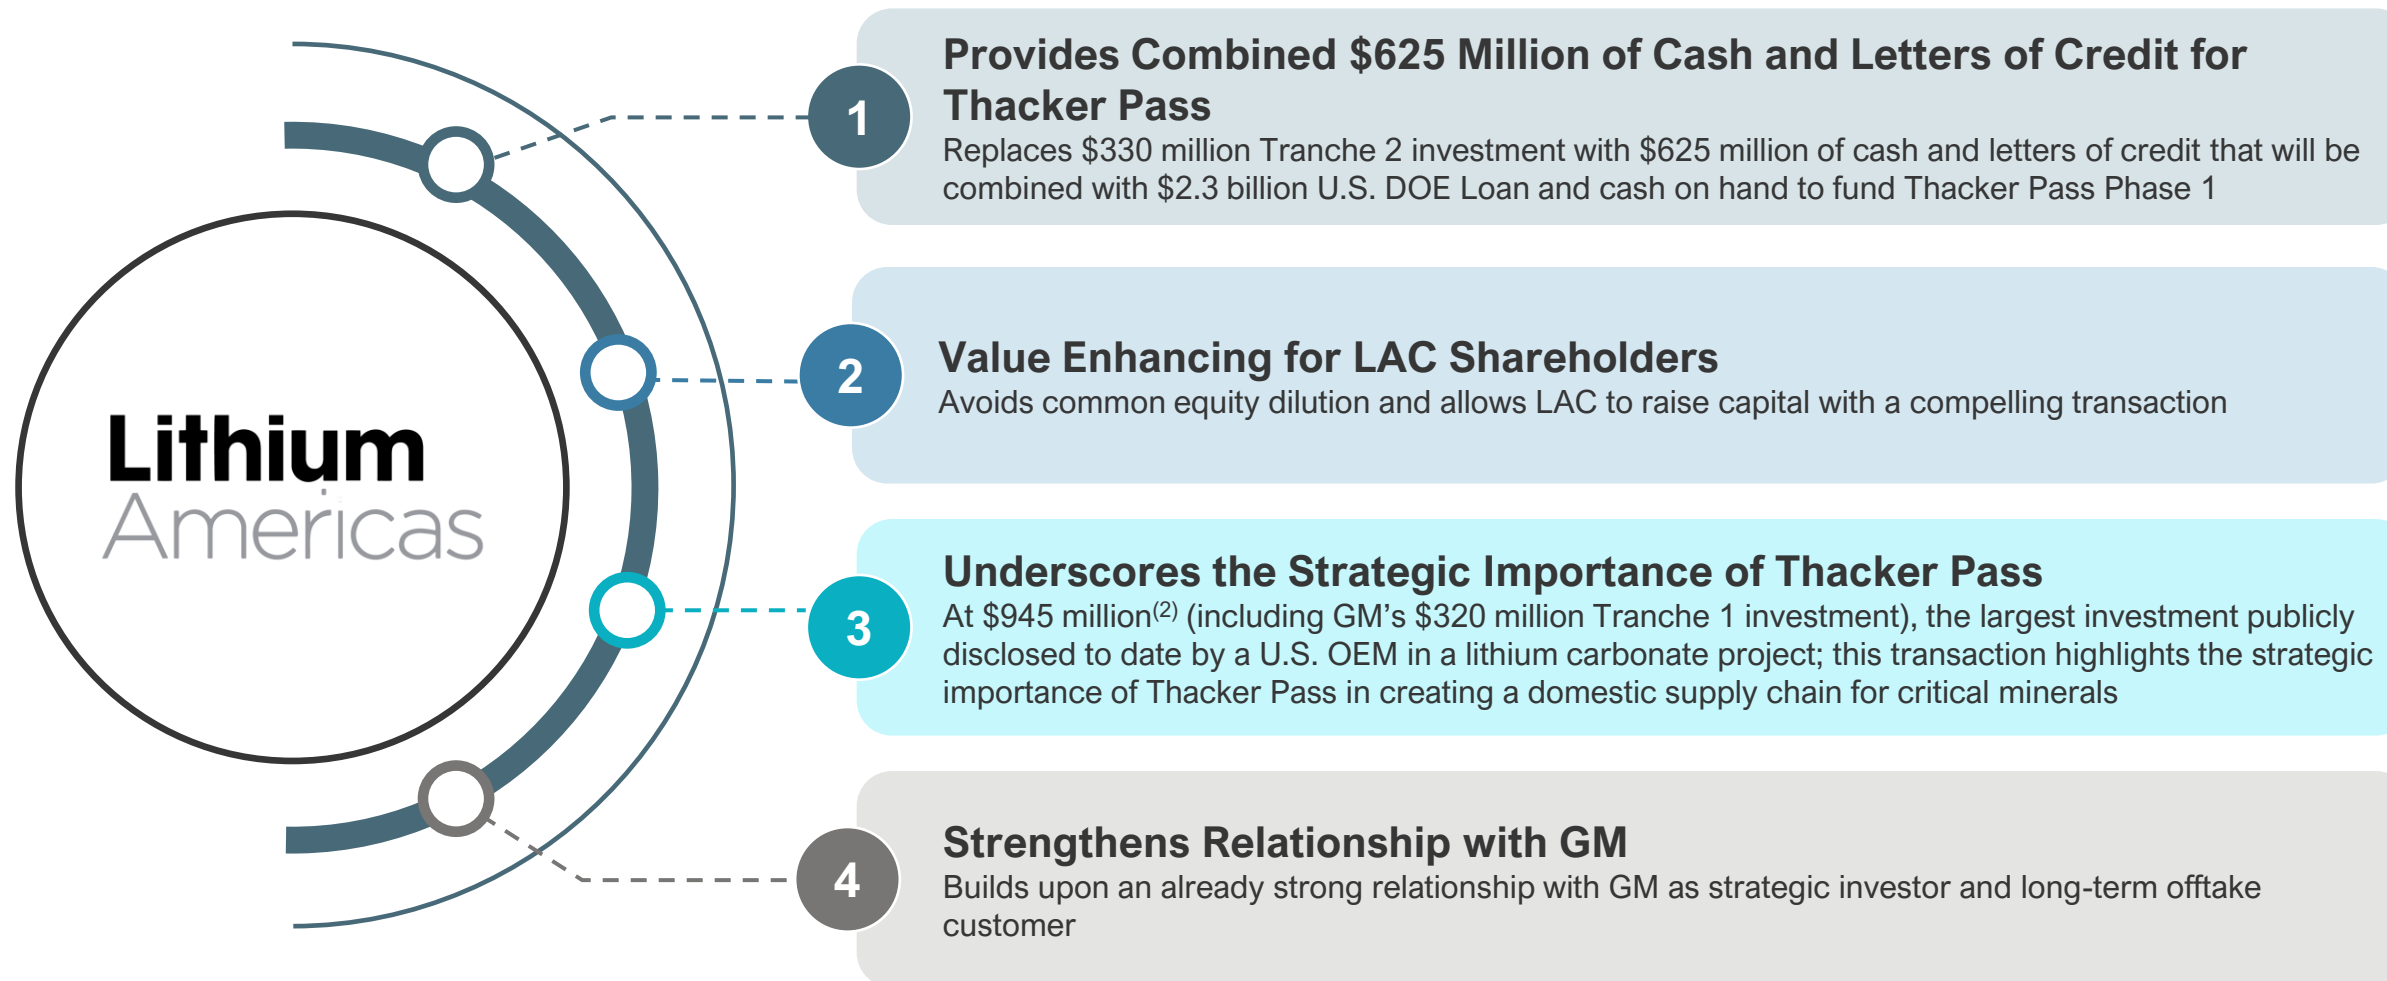 Lithium
Americas
1
Provides Combined $625 Million of Cash and Letters of Credit for
Thacker Pass
Replaces $330 million Tranche 2 investment with $625 million of cash and letters of credit that will be
combined with $2.3 billion U.S. DOE Loan and cash on hand to fund Thacker Pass Phase 1
2
Value Enhancing for LAC Shareholders
Avoids common equity dilution and allows LAC to raise capital with a compelling transaction
3
Underscores the Strategic Importance of Thacker Pass
At $945 million(2) (including GM’s $320 million Tranche 1 investment), the largest investment publicly
disclosed to date by a U.S. OEM in a lithium carbonate project; this transaction highlights the strategic
importance of Thacker Pass in creating a domestic supply chain for critical minerals
4
Strengthens Relationship with GM
Builds upon an already strong relationship with GM as strategic investor and long-term offtake
customer